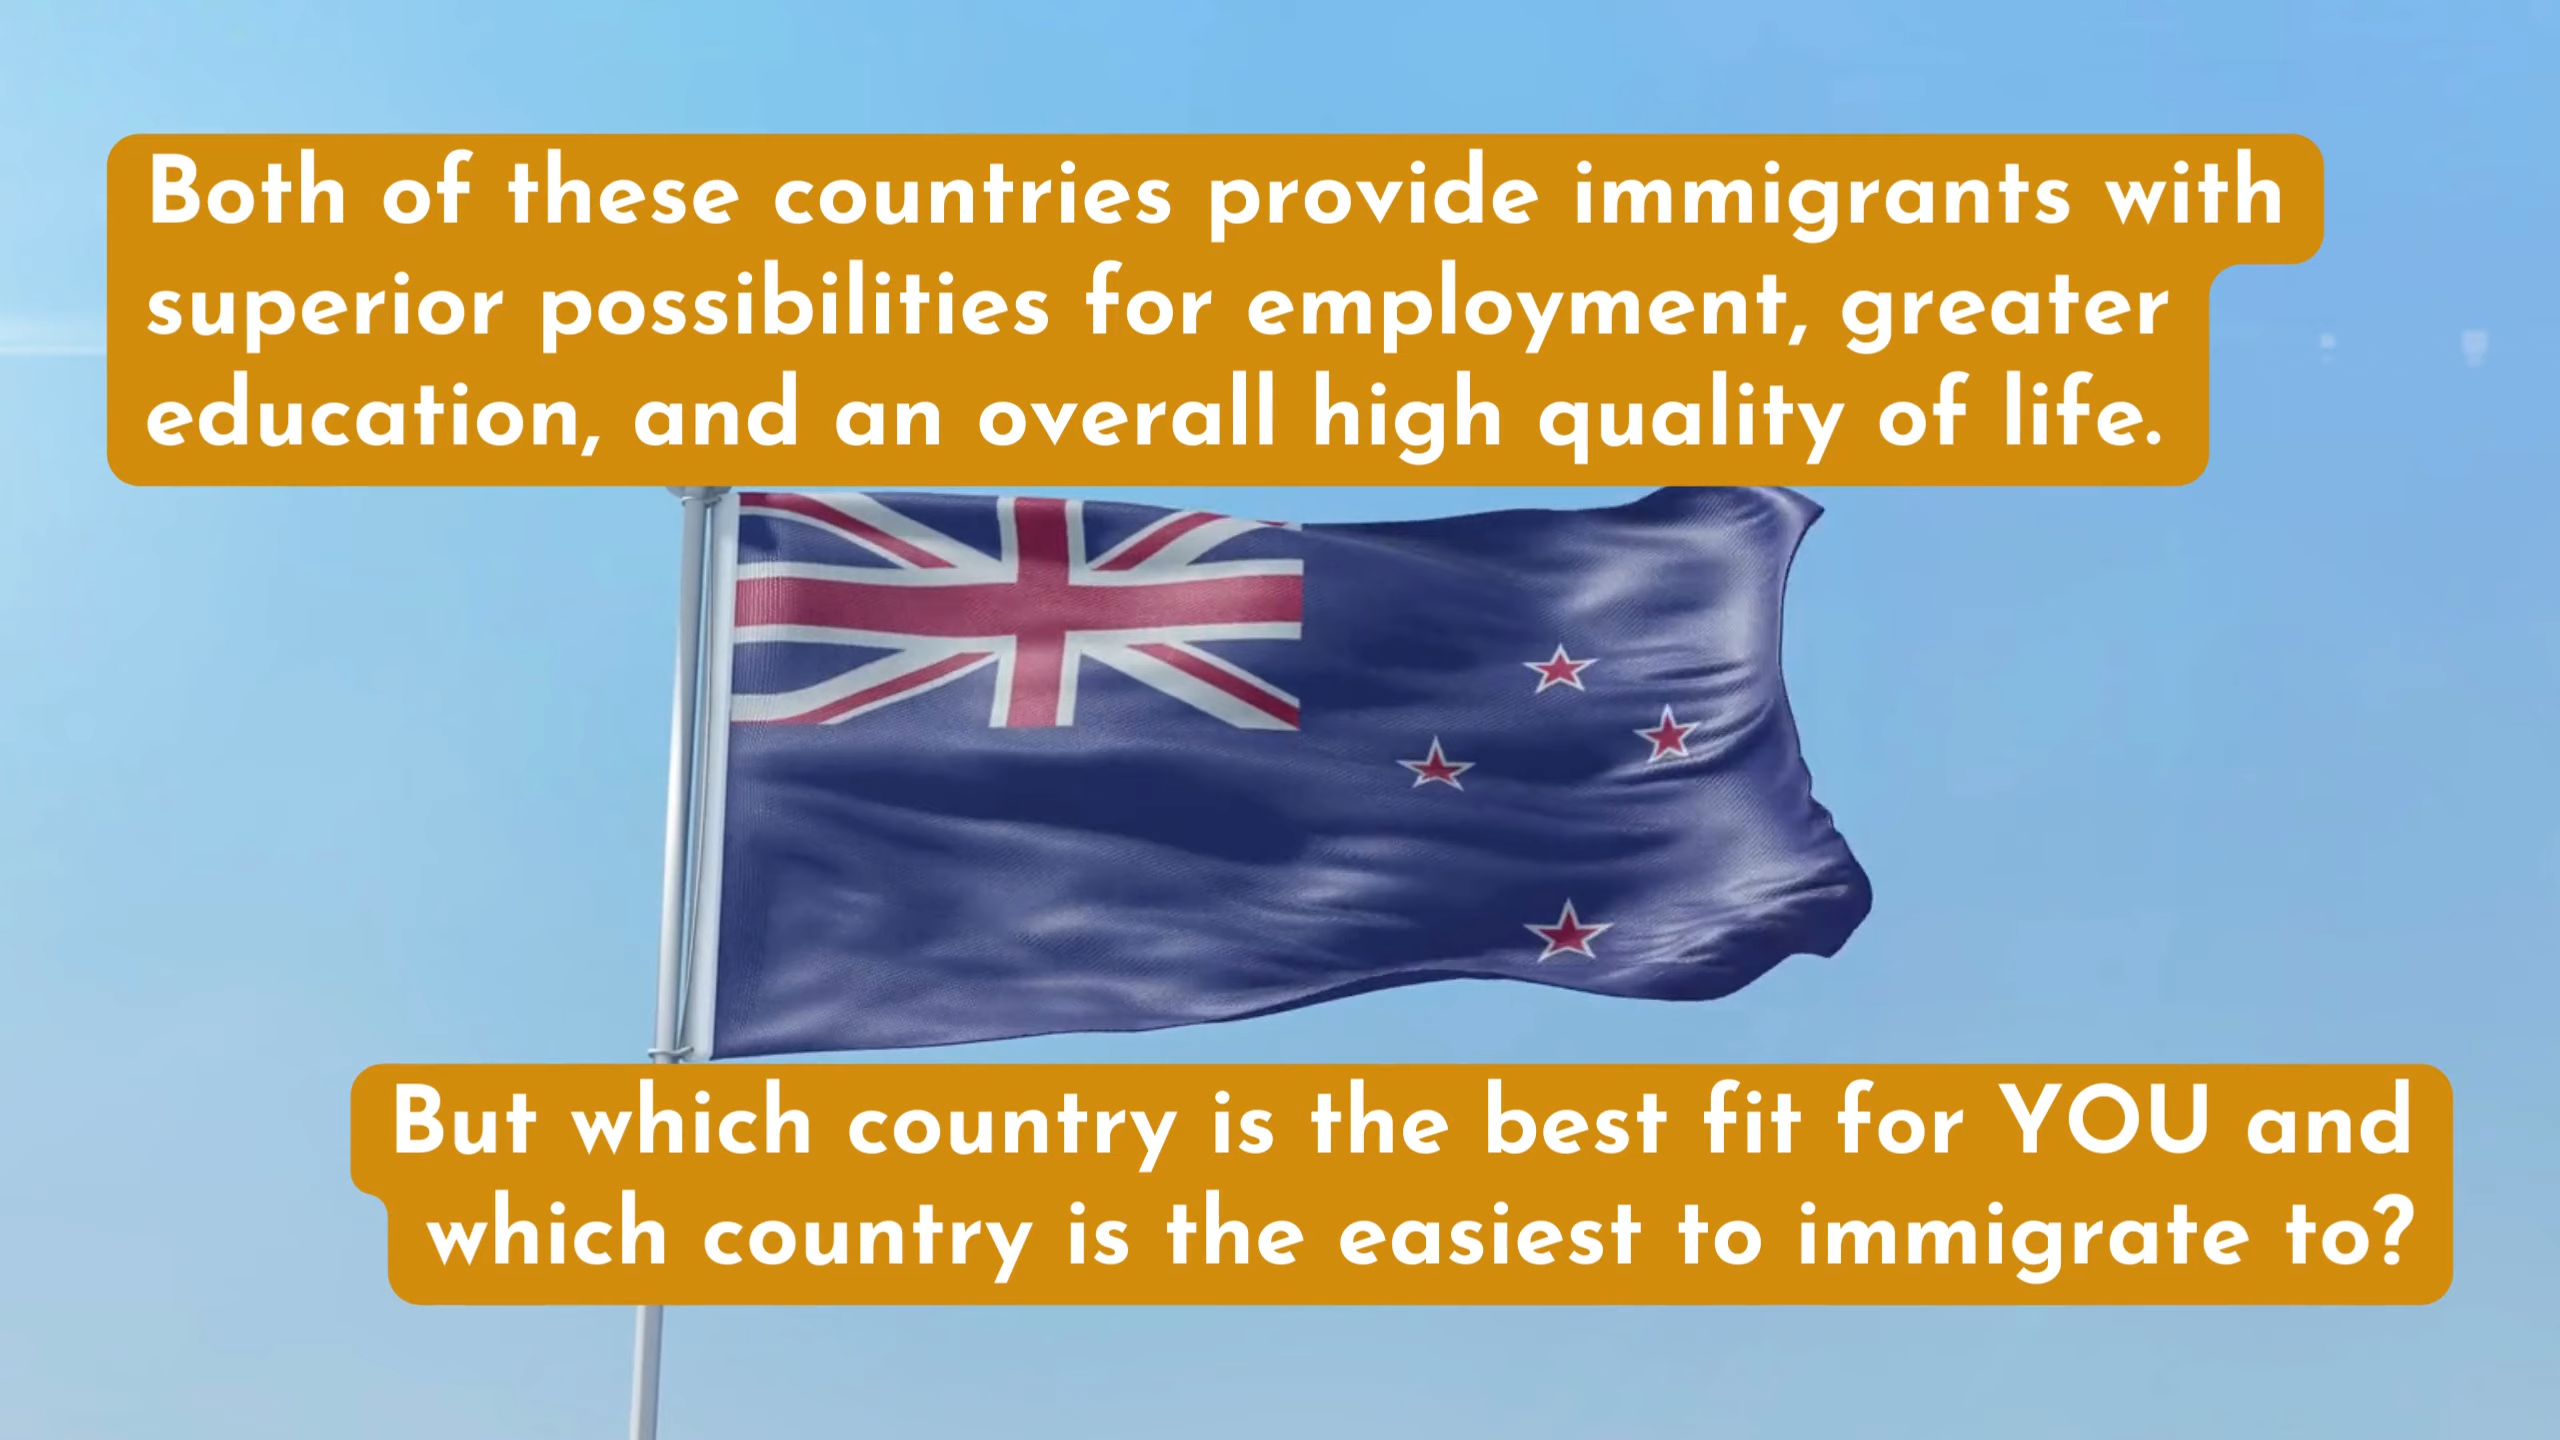 Both of these countries provide immigrants with
superior possibilities for employment, greater
education, and an overall high quality of life.
But which country is the best fit for YOU and
which country is the easiest to immigrate to?